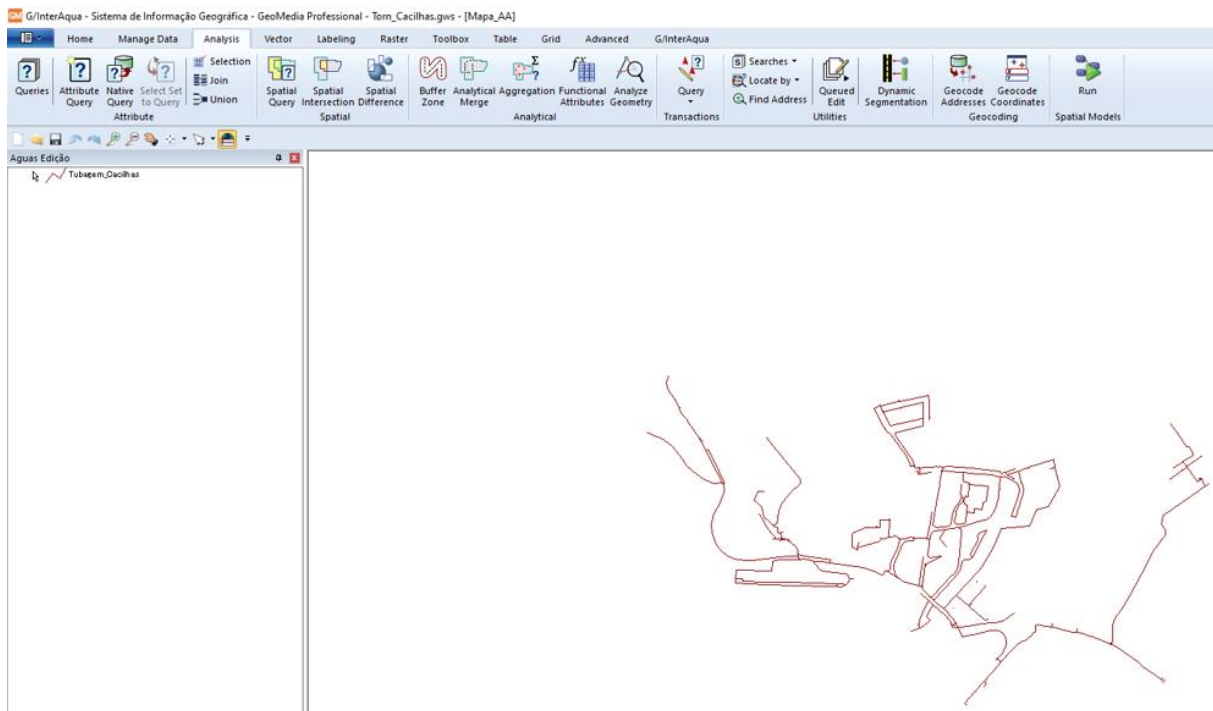 GM G/InterAqua - Sistema de Informação Geográfica - GeoMedia Professional - Torn_Cacilhas.gws - [Mapa_AA]
Home Manage Data Analysis Vector Labeling Raster Toolbox Table Grid Advanced G/InterAqua
Queries
Attribute Query
Native Query
Select Set to Query
Selection
Join
Union
Attribute
Spatial Query
Spatial Intersection
Spatial Difference
Spatial
Buffer Zone
Analytical Merge
Aggregation
Functional Attributes
Analyze Geometry
Analytical
Query
Transactions
Searches
Locate by
Find Address
Queued Edit
Utilities
Dynamic Segmentation
Geocode Addresses
Geocode Coordinates
Geocoding
Run
Spatial Models
Aguas Edição
Tubagem_Cacilhas